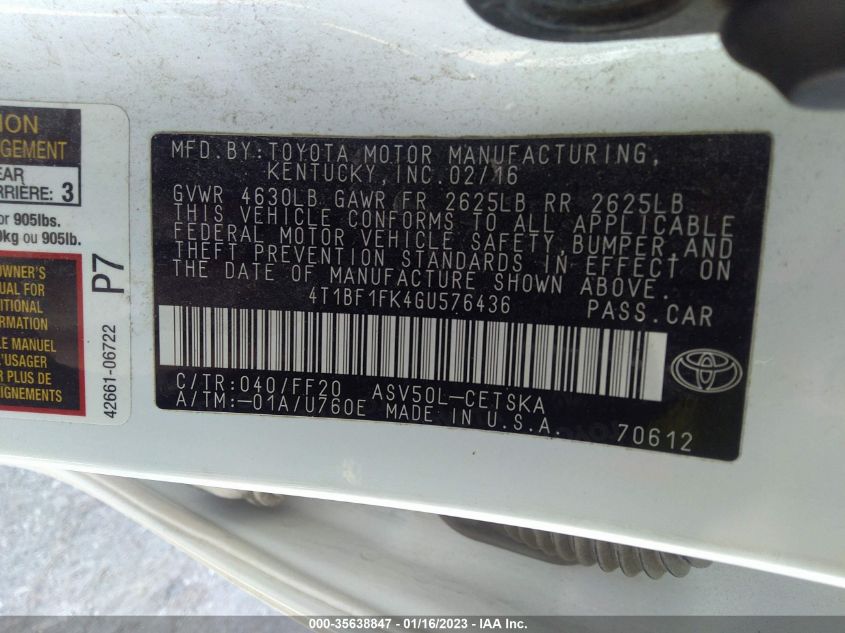 ION
GEMENT
EAR
RRIÈRE: 3
or 905lbs.
0kg ou 905lb.
OWNER'S
UAL FOR
ITIONAL
MATION
LE MANUEL
L'USAGER
R PLUS DE
EIGNEMENTS
P7
42661-06722
MFD.BY:TOYOTA MOTOR MANUFACTURING,
KENTUCKY,INC.02/16
GVWR 4630LB GAWR FR 2625LB RR 2625LB
THIS VEHICLE CONFORMS TO ALL APPLICABLE
FEDERAL MOTOR VEHICLE SAFETY,BUMPER AND
THEFT PREVENTION STANDARDS IN EFFECT ON
THE DATE OF MANUFACTURE SHOWN ABOVE.
4T1BF1FK4GU576436 PASS.CAR
C/TR:040/FF20 ASV50L-CETSKA
A/TM:-01A/U760E MADE IN U.S.A.
70612
000-35638847 - 01/16/2023 - IAA Inc.